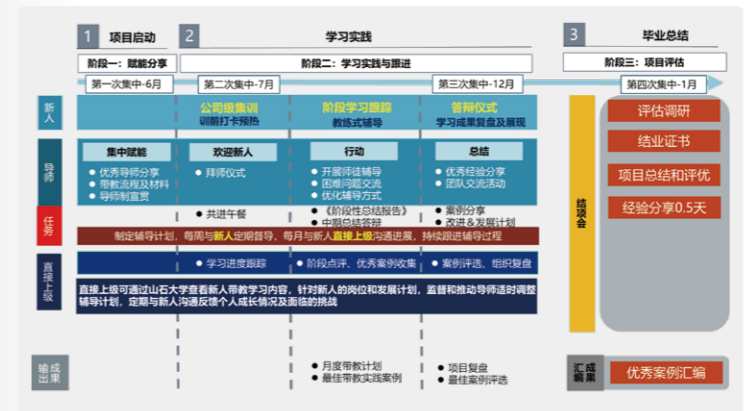 1 项目启动
2 学习实践
3 毕业总结
阶段一：赋能分享
阶段二：学习实践与跟进
阶段三：项目评估
第一次集中-6月
第二次集中-7月
第三次集中-12月
第四次集中-1月
新人
公司级集训
训前打卡预热
阶段学习跟踪
教练式辅导
答辩仪式
学习成果复盘及展现
导师
集中赋能
● 优秀导师分享
● 带教流程及材料
● 导师制宣贯
欢迎新人
● 拜师仪式
行动
● 开展师徒辅导
● 困难问题交流
● 优化辅导方式
总结
● 优秀经验分享
● 团队交流活动
任务
● 共进午餐
● 《阶段性总结报告》
● 中期总结答辩
● 案例分享
● 改进&发展计划
制定辅导计划，每周与新人定期督导，每月与新人直接上级沟通进展，持续跟进辅导过程
直接上级
● 学习进度跟踪
● 阶段点评、优秀案例收集
● 案例评选、组织复盘
直接上级可通过山石大学查看新人带教学习内容，针对新人的岗位和发展计划，监督和推动导师适时调整
辅导计划，定期与新人沟通反馈个人成长情况及面临的挑战
成果输出
● 月度带教计划
● 最佳带教实践案例
● 项目复盘
● 最佳案例评选
结项会
评估调研
结业证书
项目总结和评优
经验分享0.5天
成果汇编
优秀案例汇编